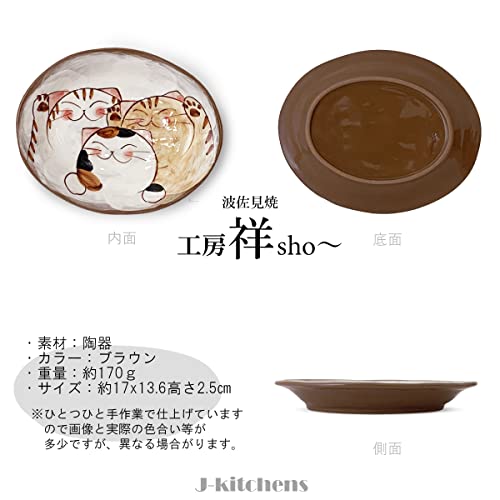 内面
波佐見焼
工房祥sho～
底面
・素材：陶器
・カラー：ブラウン
・重量：約170g
・サイズ：約17x13.6高さ2.5㎝
※ひとつひと手作業で仕上げています
ので画像と実際の色合い等が
多少ですが、異なる場合があります。
側面
J-kitchens